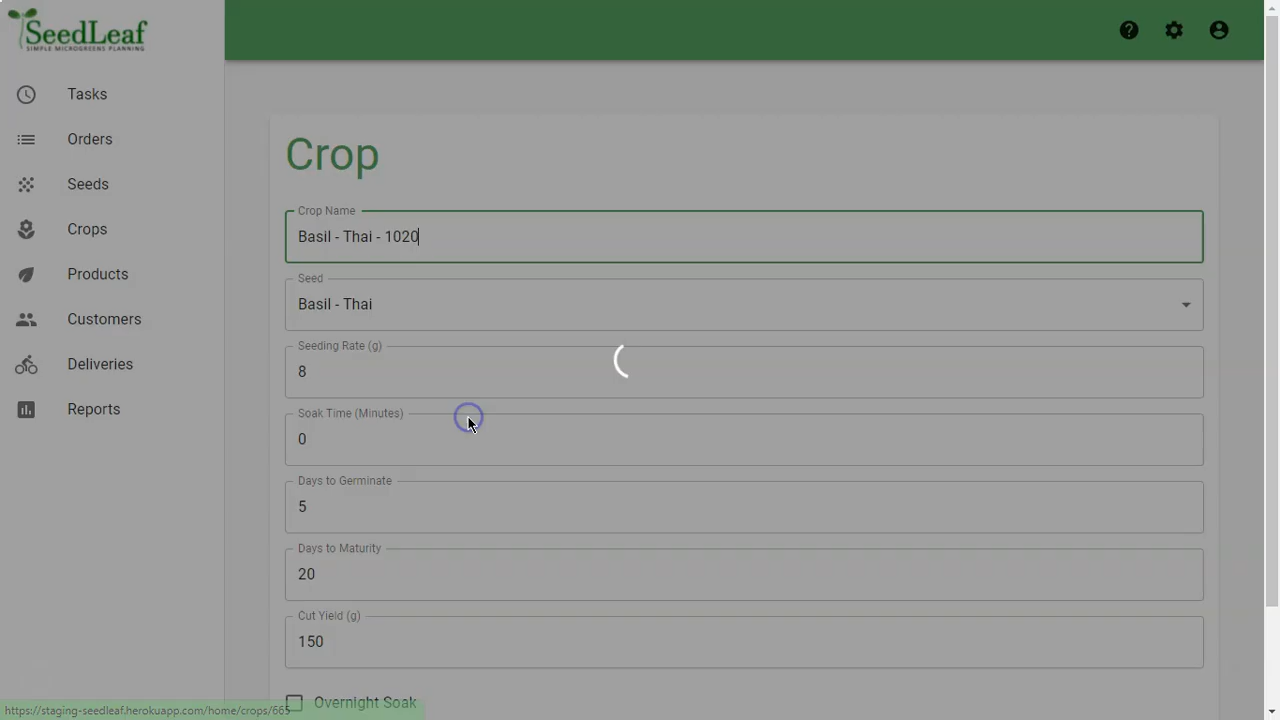 SeedLeaf
SIMPLE MICROGREENS PLANNING
Tasks
Orders
Seeds
Crops
Products
Customers
Deliveries
Reports
Crop
Crop Name
Basil - Thai - 1020
Seed
Basil - Thai
Seeding Rate (g)
8
Soak Time (Minutes)
0
Days to Germinate
5
Days to Maturity
20
Cut Yield (g)
150
Overnight Soak
https://staging-seedleaf.herokuapp.com/home/crops/665